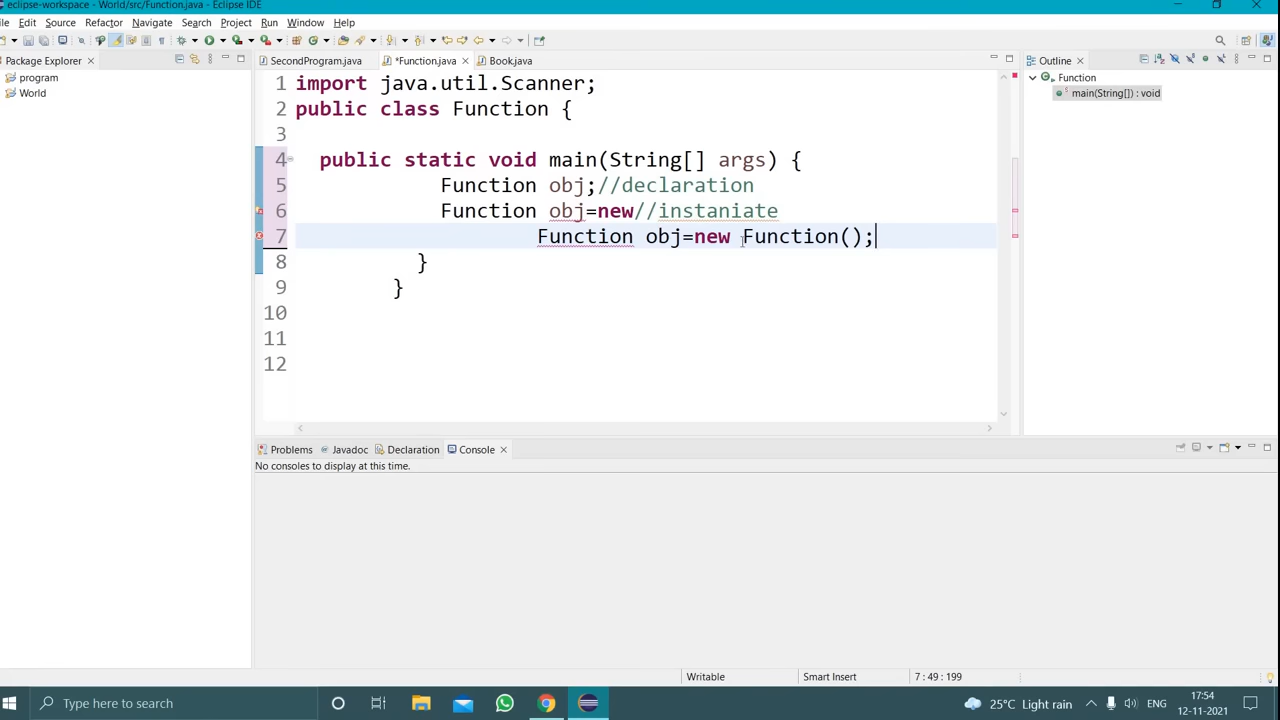 eclipse-workspace - World/src/Function.java - Eclipse IDE
ile Edit Source Refactor Navigate Search Project Run Window Help
Package Explorer
SecondProgram.java *Function.java Book.java
Outline
program
World
Function
main(String[]) : void
1 import java.util.Scanner;
2 public class Function {
3
4 public static void main(String[] args) {
5 Function obj;//declaration
6 Function obj=new//instaniate
7 Function obj=new Function();
8 }
9 }
10
11
12
Problems Javadoc Declaration Console
No consoles to display at this time.
Writable Smart Insert 7 : 49 : 199
Type here to search
25°C Light rain ENG 17:54
12-11-2021